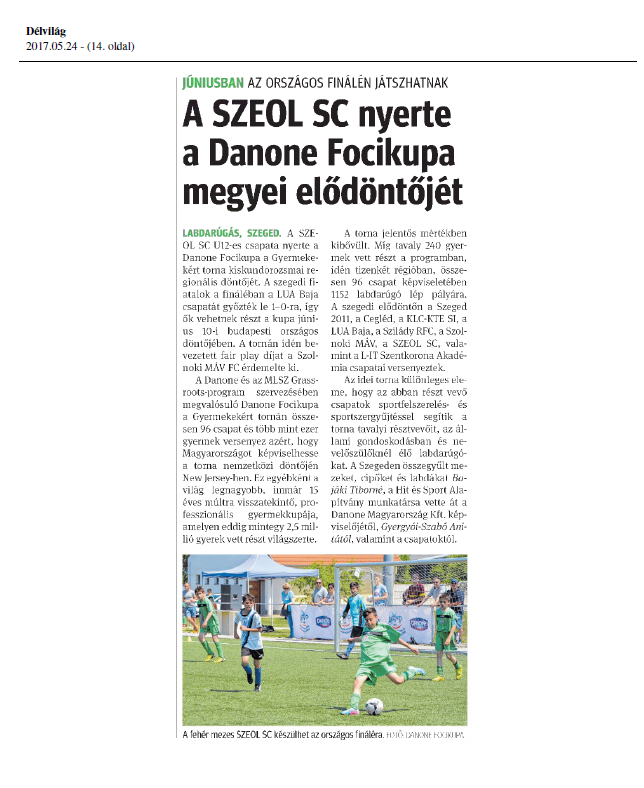 Délvilág
2017.05.24 - (14. oldal)
JÚNIUSBAN AZ ORSZÁGOS FINÁLÉN JÁTSZHATNAK
A SZEOL SC nyerte
a Danone Focikupa
megyei elődöntőjét
LABDARÚGÁS, SZEGED. A SZE-
OL SC U12-es csapata nyerte a
Danone Focikupa a Gyermeke-
kért torna kiskundorozsmai re-
gionális döntőjét. A szegedi fi-
atalok a fináléban a LUA Baja
csapatát győzték le 1–0-ra, így
ők vehetnek részt a kupa júni-
us 10-i budapesti országos
döntőjében. A tornán idén be-
vezetett fair play díjat a Szol-
noki MÁV FC érdemelte ki.
A Danone és az MLSZ Grass-
roots-program szervezésében
megvalósuló Danone Focikupa
a Gyermekekért tornán össze-
sen 96 csapat és több mint ezer
gyermek versenyez azért, hogy
Magyarországot képviselhesse
a torna nemzetközi döntőjén
New Jersey-ben. Ez egyébként a
világ legnagyobb, immár 15
éves múltra visszatekintő, pro-
fesszionális gyermekkupája,
amelyen eddig mintegy 2,5 mil-
lió gyerek vett részt világszerte.
A torna jelentős mértékben
kibővült. Míg tavaly 240 gyer-
mek vett részt a programban,
idén tizenkét régióban, össze-
sen 96 csapat képviseletében
1152 labdarúgó lép pályára.
A szegedi elődöntőn a Szeged
2011, a Cegléd, a KLC-KTE SI, a
LUA Baja, a Szilády RFC, a Szol-
noki MÁV, a SZEOL SC, vala-
mint a L-IT Szentkorona Akadé-
mia csapatai versenyeztek.
Az idei torna különleges ele-
me, hogy az abban részt vevő
csapatok sportfelszerelés- és
sportszergyűjtéssel segítik a
torna tavalyi résztvevőit, az ál-
lami gondoskodásban és ne-
velőszülőknél élő labdarúgó-
kat. A Szegeden összegyűlt me-
zeket, cipőket és labdákat Ba-
jáki Tiborné, a Hit és Sport Ala-
pítvány munkatársa vette át a
Danone Magyarország Kft. kép-
viselőjétől, Gyergyói-Szabó Ani-
tától, valamint a csapatoktól.
A fehér mezes SZEOL SC készülhet az országos fináléra. FOTÓ: DANONE FOCIKUPA